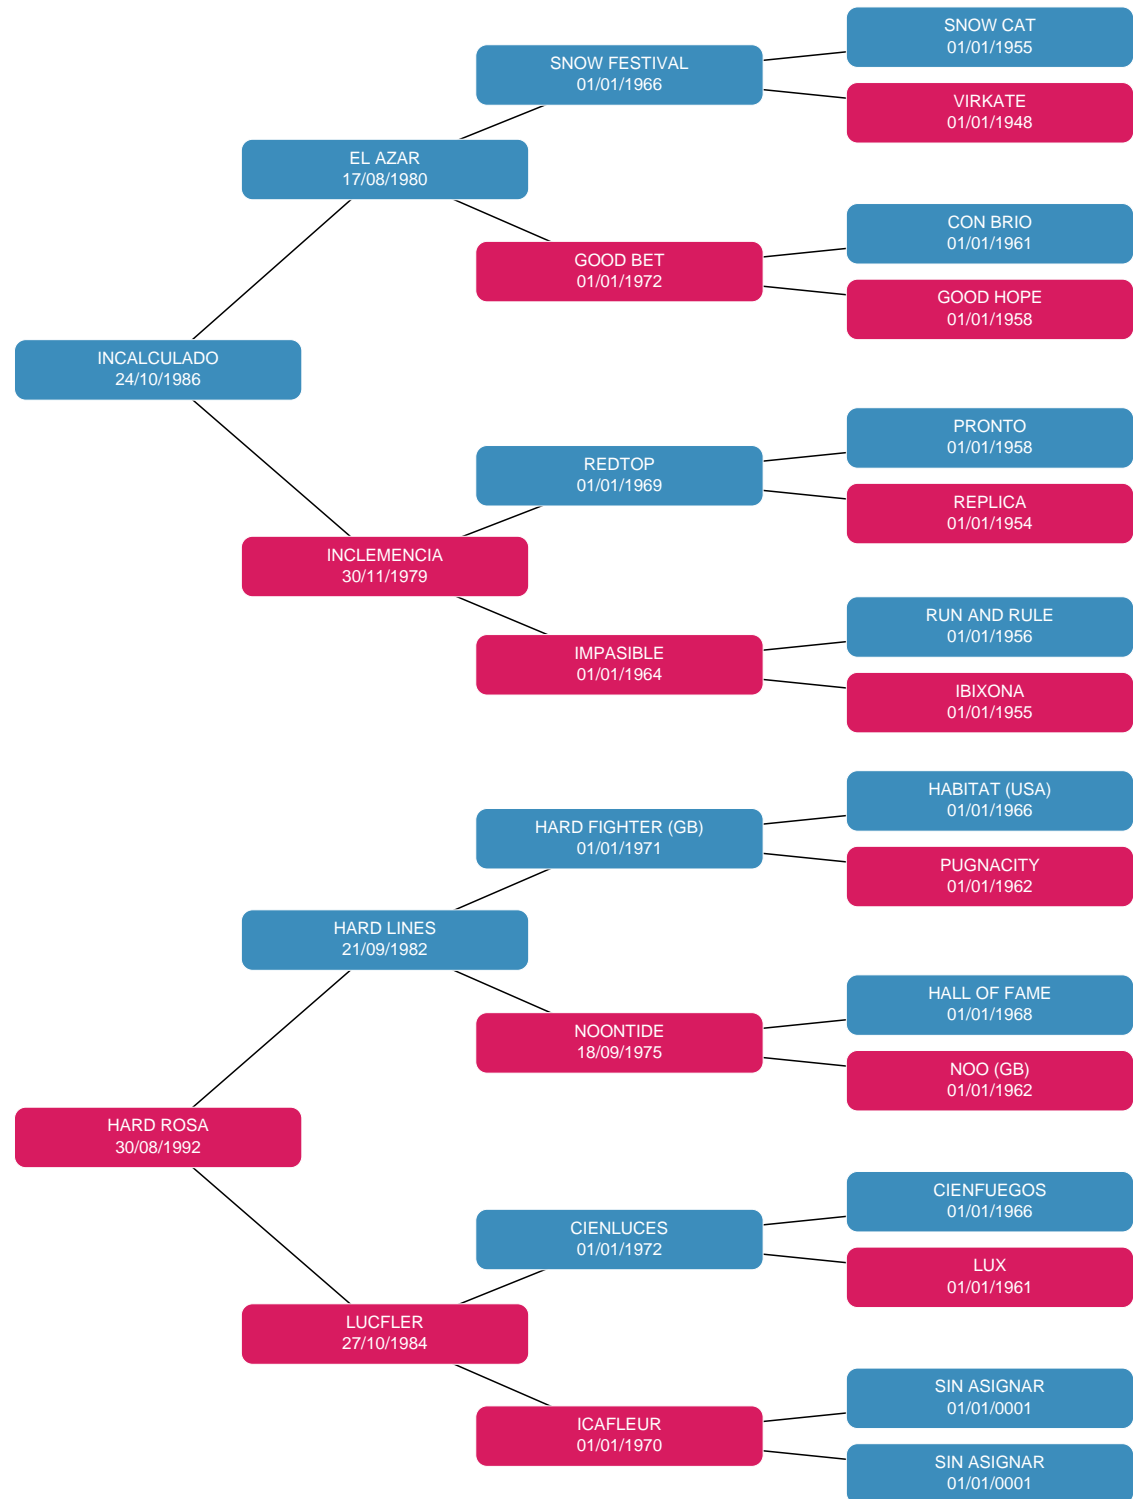 SNOW CAT
01/01/1955
SNOW FESTIVAL
01/01/1966
VIRKATE
01/01/1948
EL AZAR
17/08/1980
CON BRIO
01/01/1961
GOOD BET
01/01/1972
GOOD HOPE
01/01/1958
INCALCULADO
24/10/1986
PRONTO
01/01/1958
REDTOP
01/01/1969
REPLICA
01/01/1954
INCLEMENCIA
30/11/1979
RUN AND RULE
01/01/1956
IMPASIBLE
01/01/1964
IBIXONA
01/01/1955
HABITAT (USA)
01/01/1966
HARD FIGHTER (GB)
01/01/1971
PUGNACITY
01/01/1962
HARD LINES
21/09/1982
HALL OF FAME
01/01/1968
NOONTIDE
18/09/1975
NOO (GB)
01/01/1962
HARD ROSA
30/08/1992
CIENFUEGOS
01/01/1966
CIENLUCES
01/01/1972
LUX
01/01/1961
LUCFLER
27/10/1984
SIN ASIGNAR
01/01/0001
ICAFLEUR
01/01/1970
SIN ASIGNAR
01/01/0001